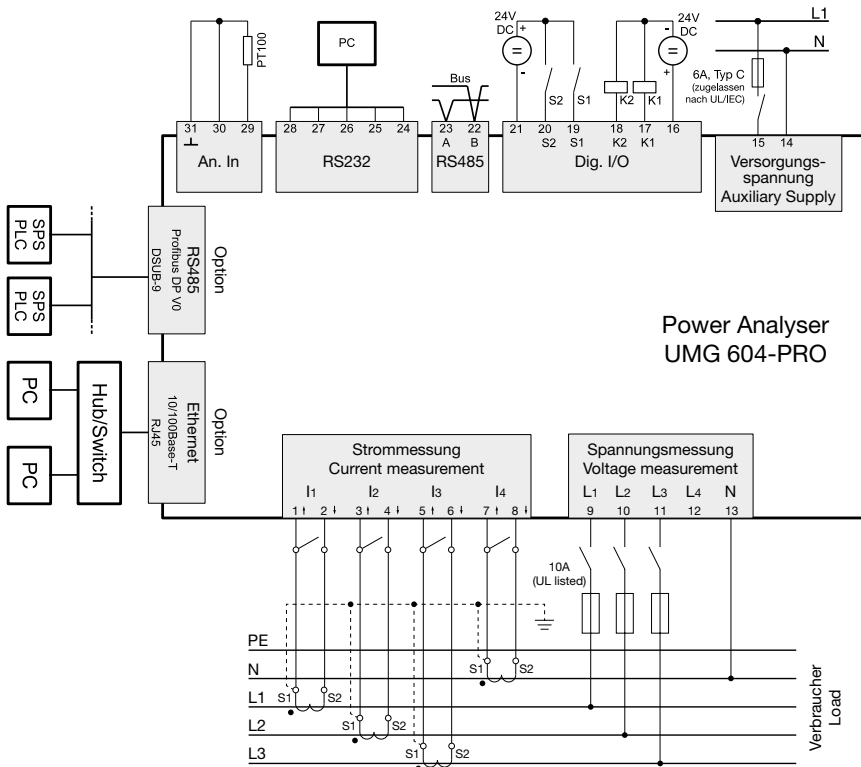 24V
DC
+
-
24V
DC
-
+
L1
N
PT100
PC
Bus
S2
S1
K2
K1
6A, Typ C
(zugelassen
nach UL/IEC)
31 30 29
An. In
28 27 26 25 24
RS232
23 22
A B
RS485
21 20 19 18 17 16
S2 S1 K2 K1
Dig. I/O
15 14
Versorgungs-
spannung
Auxiliary Supply
SPS
PLC
SPS
PLC
RS485
Profibus DP V0
DSUB-9
Option
Power Analyser
UMG 604-PRO
PC
PC
Hub/Switch
Ethernet
10/100Base-T
RJ45
Option
Strommessung
Current measurement
I1 I2 I3 I4
1 2 3 4 5 6 7 8
Spannungsmessung
Voltage measurement
L1 L2 L3 L4 N
9 10 11 12 13
10A
(UL listed)
PE
N
S1 S2
L1
S1 S2
L2
S1 S2
L3
S1 S2
Verbraucher
Load